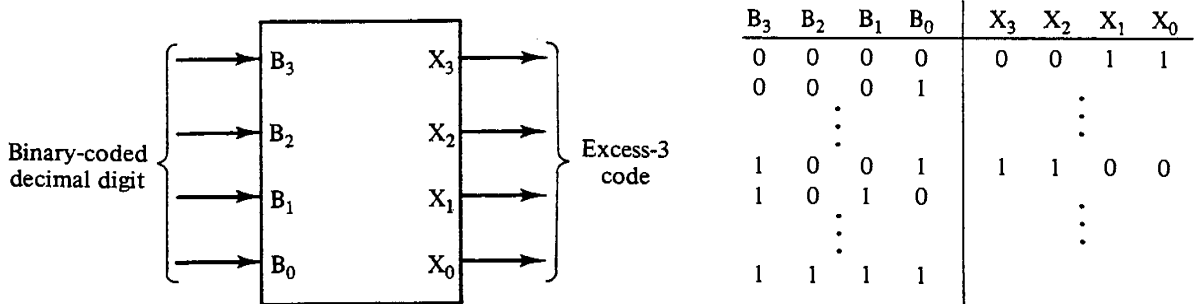 Binary-coded
decimal digit
B3
B2
B1
B0
X3
X2
X1
X0
Excess-3
code
B3 B2 B1 B0 X3 X2 X1 X0
0 0 0 0 0 0 1 1
0 0 0 1
1 0 0 1 1 1 0 0
1 0 1 0
1 1 1 1